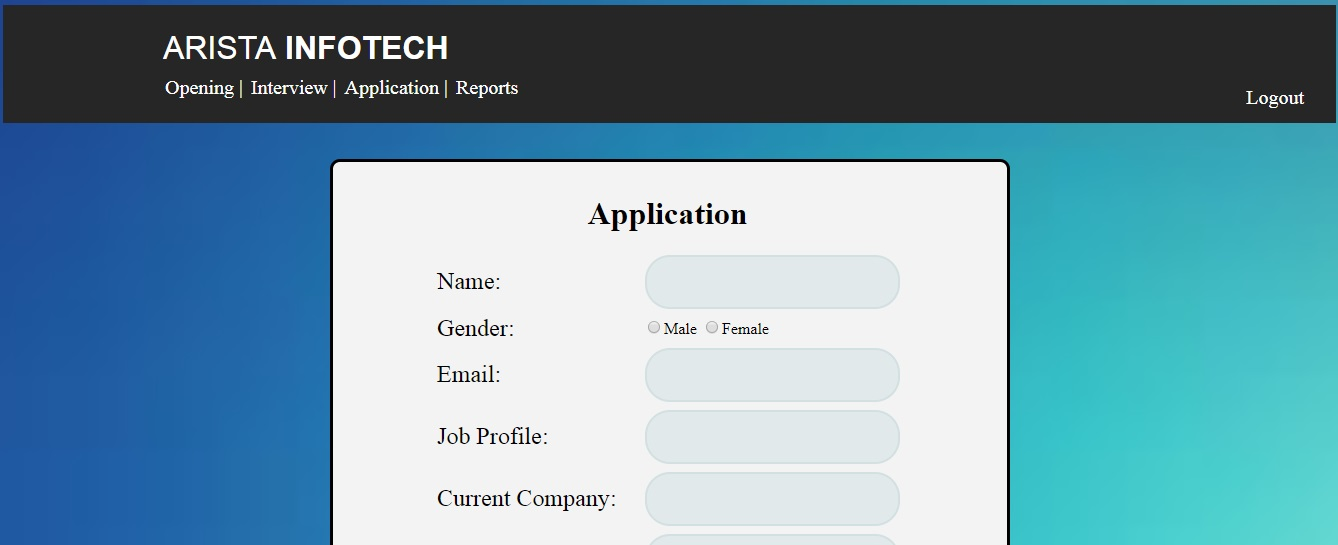 ARISTA INFOTECH
Opening | Interview | Application | Reports
Logout
Application
Name:
Gender: Male Female
Email:
Job Profile:
Current Company: